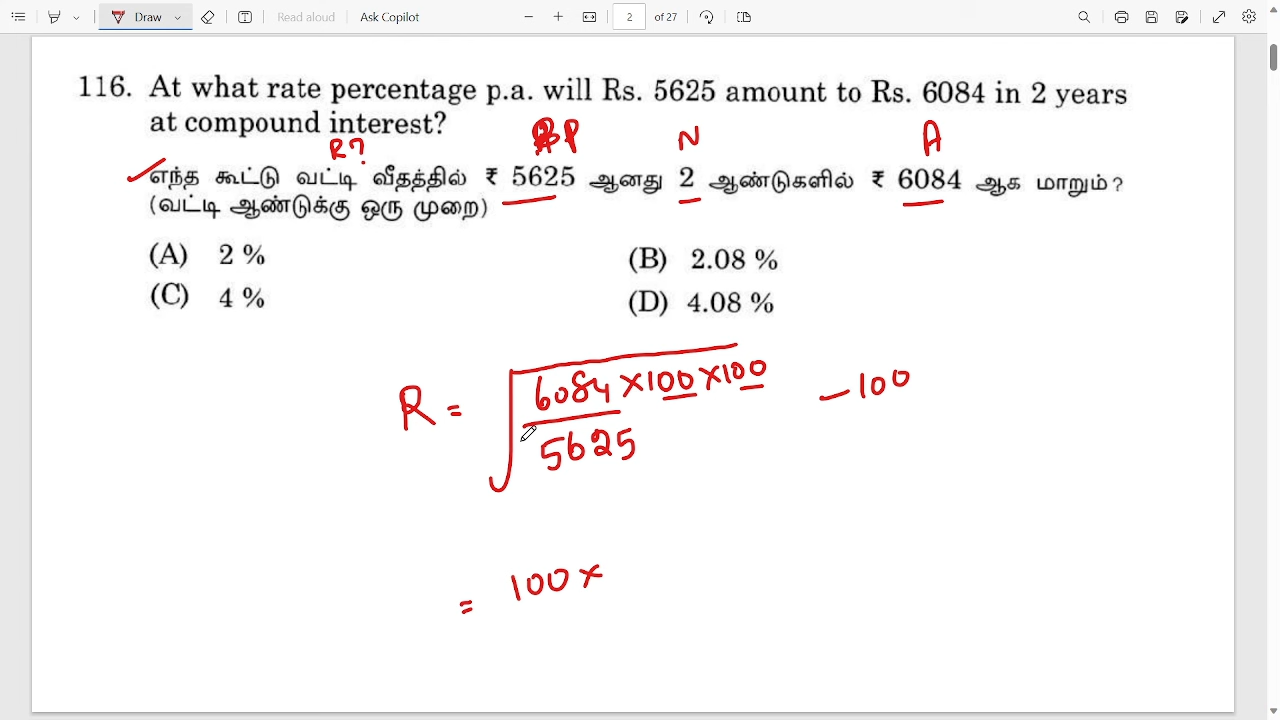 Draw
Read aloud
Ask Copilot
2
of 27
116. At what rate percentage p.a. will Rs. 5625 amount to Rs. 6084 in 2 years
at compound interest?
R? P N A
எந்த கூட்டு வட்டி வீதத்தில் ₹ 5625 ஆனது 2 ஆண்டுகளில் ₹ 6084 ஆக மாறும்?
(வட்டி ஆண்டுக்கு ஒரு முறை)
(A) 2 %
(B) 2.08 %
(C) 4 %
(D) 4.08 %
R = √ 6084 × 100 × 100 – 100
5625
= 100 ×